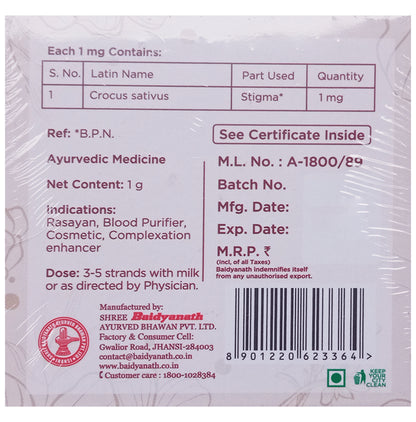 Each 1 mg Contains:
S. No. Latin Name Part Used Quantity
1 Crocus sativus Stigma* 1 mg
Ref: *B.P.N.
Ayurvedic Medicine
Net Content: 1 g
Indications:
Rasayan, Blood Purifier,
Cosmetic, Complexation
enhancer
Dose: 3-5 strands with milk
or as directed by Physician.
See Certificate Inside
M.L. No. : A-1800/89
Batch No.
Mfg. Date:
Exp. Date:
M.R.P. ₹
(incl. of all Taxes)
Baidyanath indemnifies itself
from any unauthorised export.
Manufactured by:
SHREE Baidyanath
AYURVED BHAWAN PVT. LTD.
Factory & Consumer Cell:
Gwalior Road, JHANSI-284003
contact@baidyanath.co.in
www.baidyanath.co.in
Customer care : 1800-1028384
8 901220 623364 >
KEEP
YOUR
CITY
CLEAN